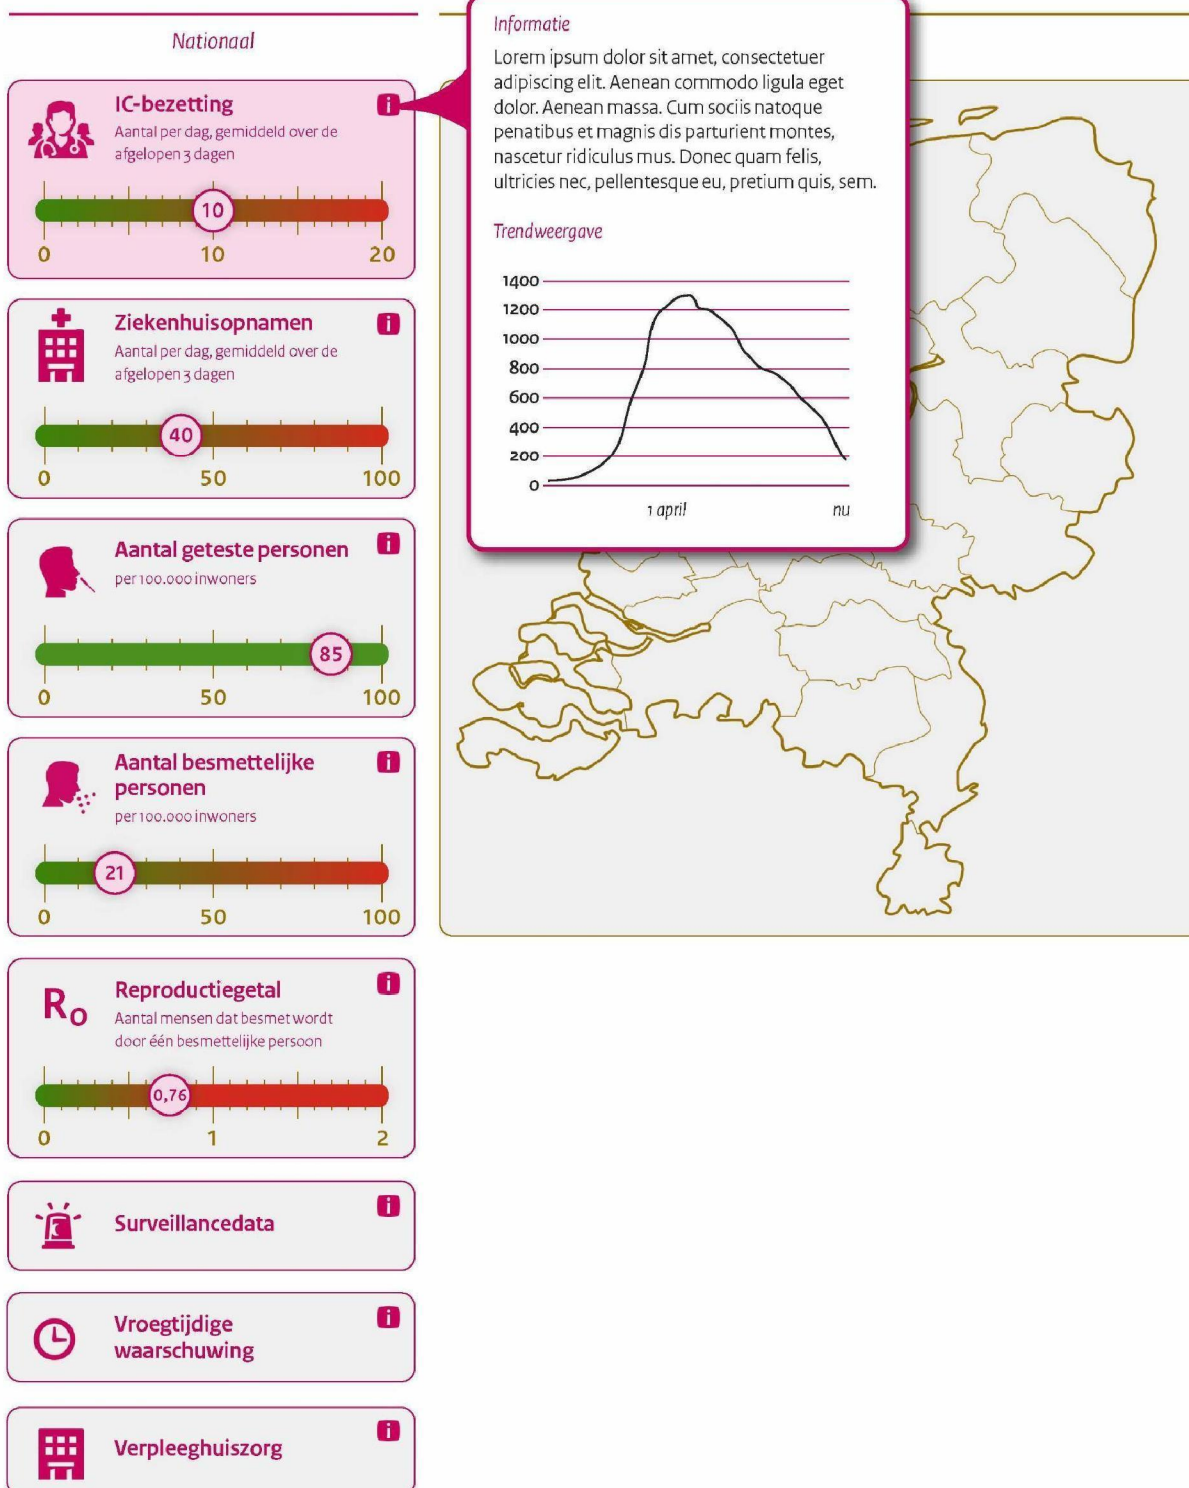 Nationaal
IC-bezetting
Aantal per dag, gemiddeld over de
afgelopen 3 dagen
10
0 10 20
Ziekenhuisopnamen
Aantal per dag, gemiddeld over de
afgelopen 3 dagen
40
0 50 100
Aantal geteste personen
per 100.000 inwoners
85
0 50 100
Aantal besmettelijke
personen
per 100.000 inwoners
21
0 50 100
R₀
Reproductiegetal
Aantal mensen dat besmet wordt
door één besmettelijke persoon
0,76
0 1 2
Surveillancedata
Vroegtijdige
waarschuwing
Verpleeghuiszorg
Informatie
Lorem ipsum dolor sit amet, consectetuer
adipiscing elit. Aenean commodo ligula eget
dolor. Aenean massa. Cum sociis natoque
penatibus et magnis dis parturient montes,
nascetur ridiculus mus. Donec quam felis,
ultricies nec, pellentesque eu, pretium quis, sem.
Trendweergave
1400
1200
1000
800
600
400
200
0
1 april nu